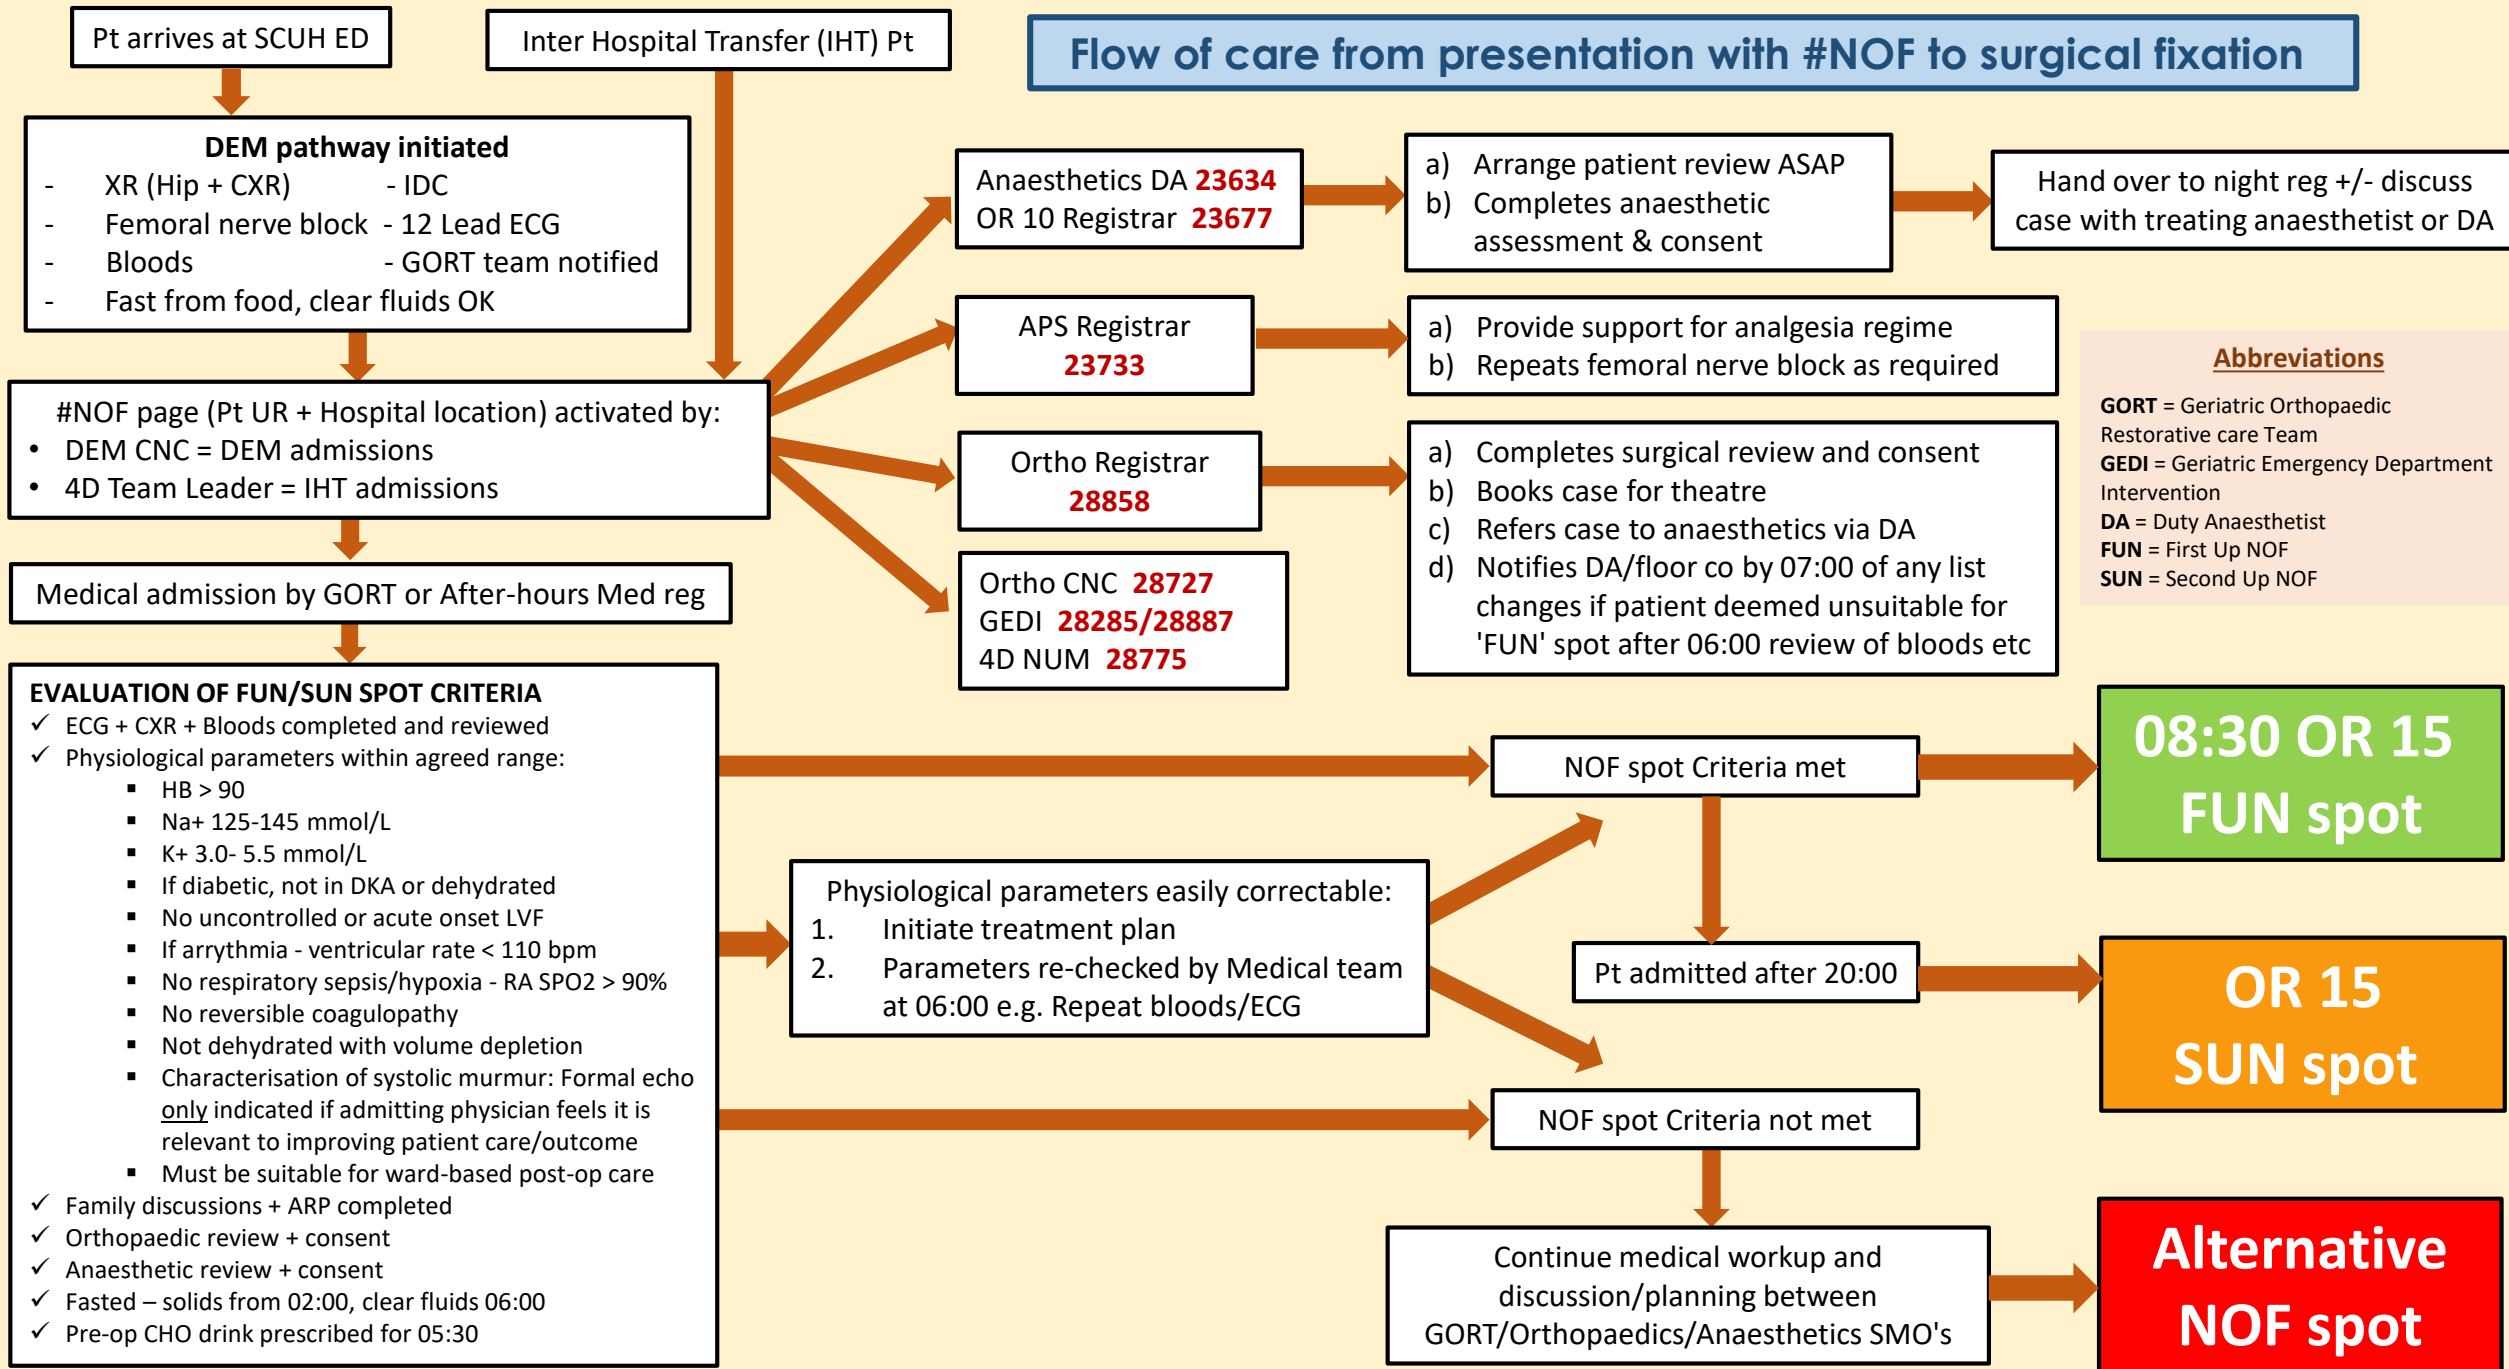 Pt arrives at SCUH ED
Inter Hospital Transfer (IHT) Pt
Flow of care from presentation with #NOF to surgical fixation
DEM pathway initiated
- XR (Hip + CXR) - IDC
- Femoral nerve block - 12 Lead ECG
- Bloods - GORT team notified
- Fast from food, clear fluids OK
#NOF page (Pt UR + Hospital location) activated by:
• DEM CNC = DEM admissions
• 4D Team Leader = IHT admissions
Medical admission by GORT or After-hours Med reg
Anaesthetics DA 23634
OR 10 Registrar 23677
a) Arrange patient review ASAP
b) Completes anaesthetic
assessment & consent
Hand over to night reg +/- discuss
case with treating anaesthetist or DA
APS Registrar
23733
a) Provide support for analgesia regime
b) Repeats femoral nerve block as required
Ortho Registrar
28858
a) Completes surgical review and consent
b) Books case for theatre
c) Refers case to anaesthetics via DA
d) Notifies DA/floor co by 07:00 of any list
changes if patient deemed unsuitable for
'FUN' spot after 06:00 review of bloods etc
Ortho CNC 28727
GEDI 28285/28887
4D NUM 28775
Abbreviations
GORT = Geriatric Orthopaedic
Restorative care Team
GEDI = Geriatric Emergency Department
Intervention
DA = Duty Anaesthetist
FUN = First Up NOF
SUN = Second Up NOF
EVALUATION OF FUN/SUN SPOT CRITERIA
✓ ECG + CXR + Bloods completed and reviewed
✓ Physiological parameters within agreed range:
▪ HB > 90
▪ Na+ 125-145 mmol/L
▪ K+ 3.0- 5.5 mmol/L
▪ If diabetic, not in DKA or dehydrated
▪ No uncontrolled or acute onset LVF
▪ If arrythmia - ventricular rate < 110 bpm
▪ No respiratory sepsis/hypoxia - RA SPO2 > 90%
▪ No reversible coagulopathy
▪ Not dehydrated with volume depletion
▪ Characterisation of systolic murmur: Formal echo
only indicated if admitting physician feels it is
relevant to improving patient care/outcome
▪ Must be suitable for ward-based post-op care
✓ Family discussions + ARP completed
✓ Orthopaedic review + consent
✓ Anaesthetic review + consent
✓ Fasted – solids from 02:00, clear fluids 06:00
✓ Pre-op CHO drink prescribed for 05:30
Physiological parameters easily correctable:
1. Initiate treatment plan
2. Parameters re-checked by Medical team
at 06:00 e.g. Repeat bloods/ECG
NOF spot Criteria met
Pt admitted after 20:00
NOF spot Criteria not met
Continue medical workup and
discussion/planning between
GORT/Orthopaedics/Anaesthetics SMO's
08:30 OR 15
FUN spot
OR 15
SUN spot
Alternative
NOF spot